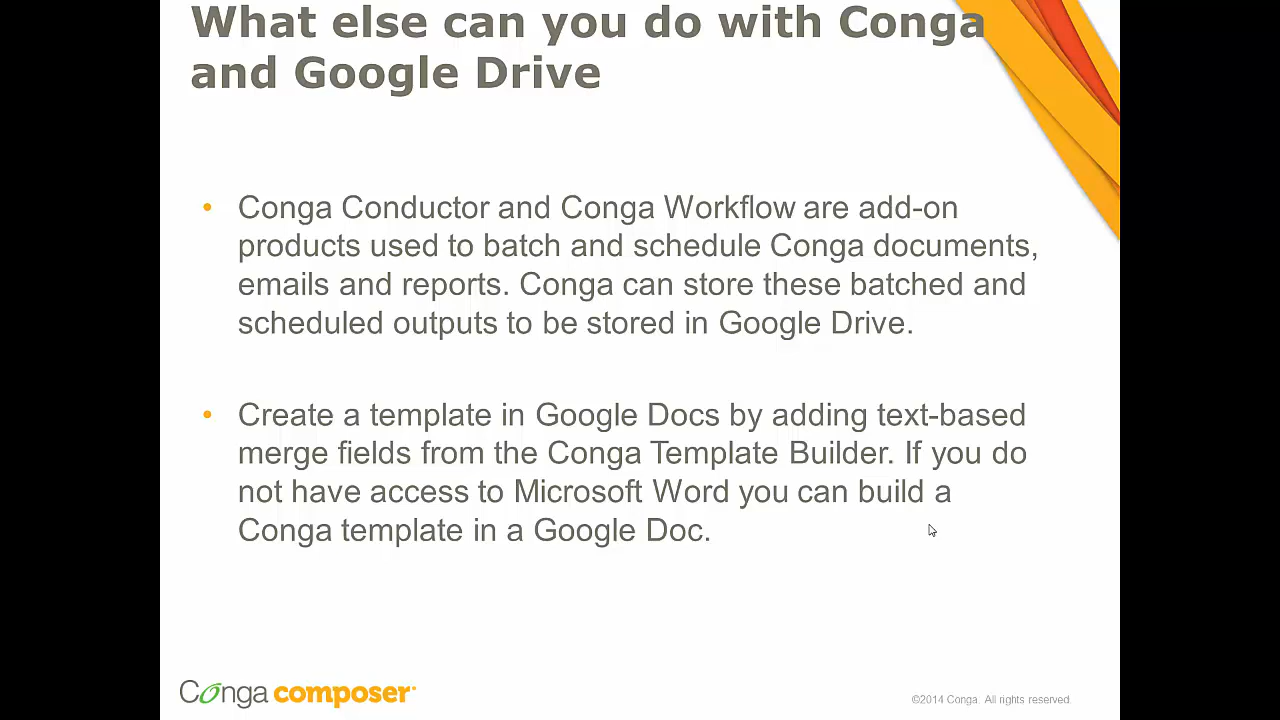 What else can you do with Conga
and Google Drive
• Conga Conductor and Conga Workflow are add-on
products used to batch and schedule Conga documents,
emails and reports. Conga can store these batched and
scheduled outputs to be stored in Google Drive.
• Create a template in Google Docs by adding text-based
merge fields from the Conga Template Builder. If you do
not have access to Microsoft Word you can build a
Conga template in a Google Doc.
Conga composer
©2014 Conga. All rights reserved